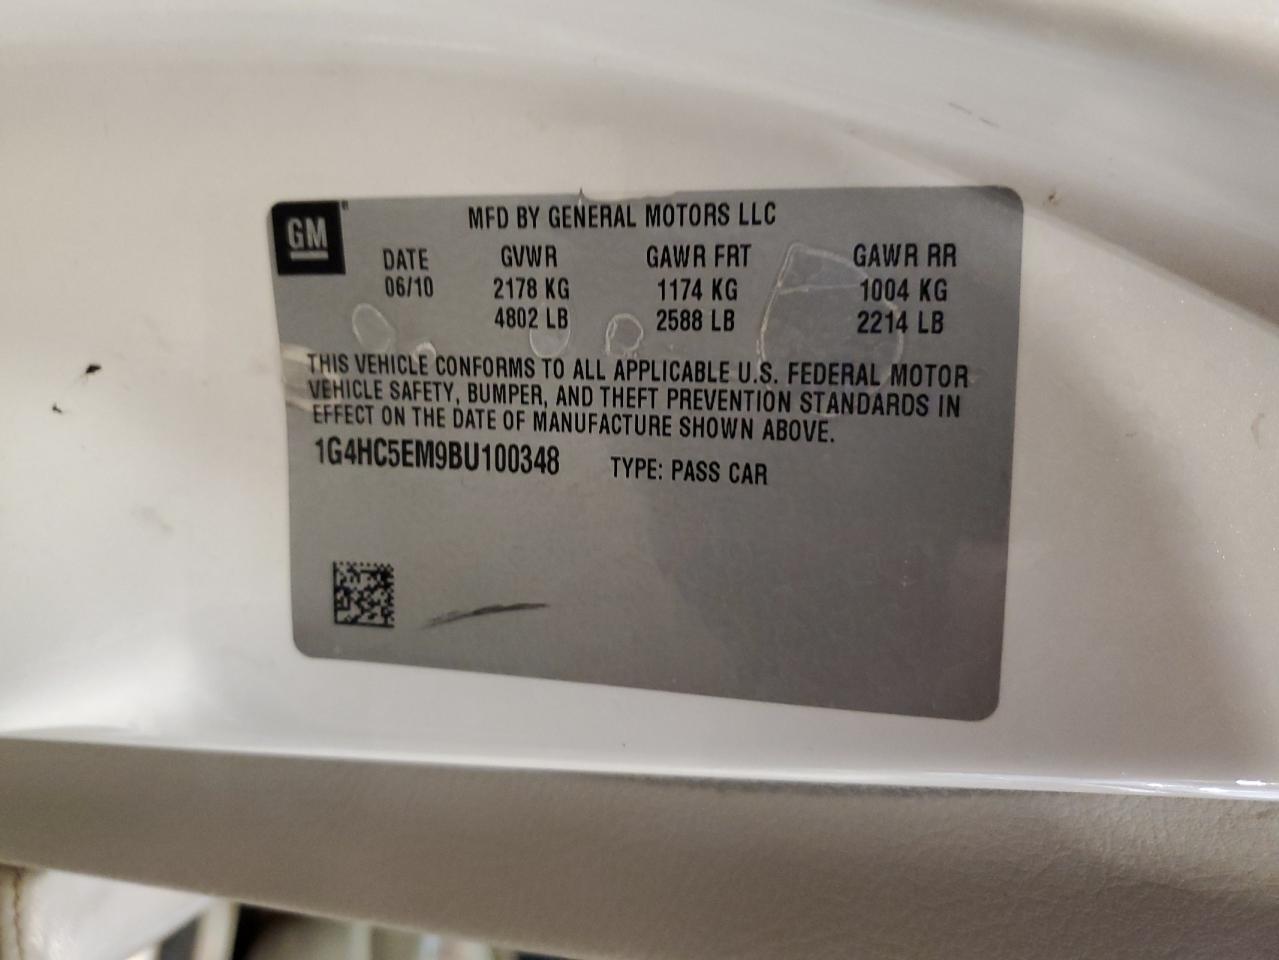 GM®
MFD BY GENERAL MOTORS LLC
DATE GVWR GAWR FRT GAWR RR
06/10 2178 KG 1174 KG 1004 KG
4802 LB 2588 LB 2214 LB
THIS VEHICLE CONFORMS TO ALL APPLICABLE U.S. FEDERAL MOTOR
VEHICLE SAFETY, BUMPER, AND THEFT PREVENTION STANDARDS IN
EFFECT ON THE DATE OF MANUFACTURE SHOWN ABOVE.
1G4HC5EM9BU100348 TYPE: PASS CAR